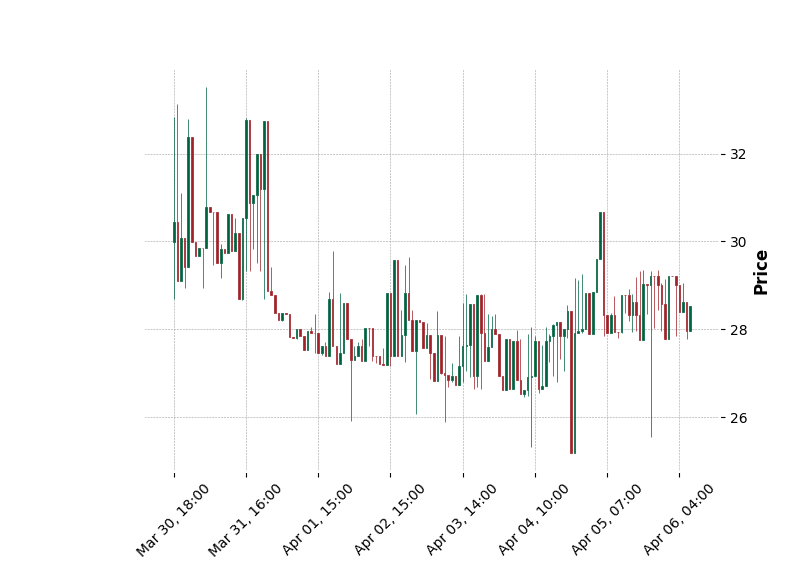 32
30
28
26
Price
Mar 30, 18:00
Mar 31, 16:00
Apr 01, 15:00
Apr 02, 15:00
Apr 03, 14:00
Apr 04, 10:00
Apr 05, 07:00
Apr 06, 04:00